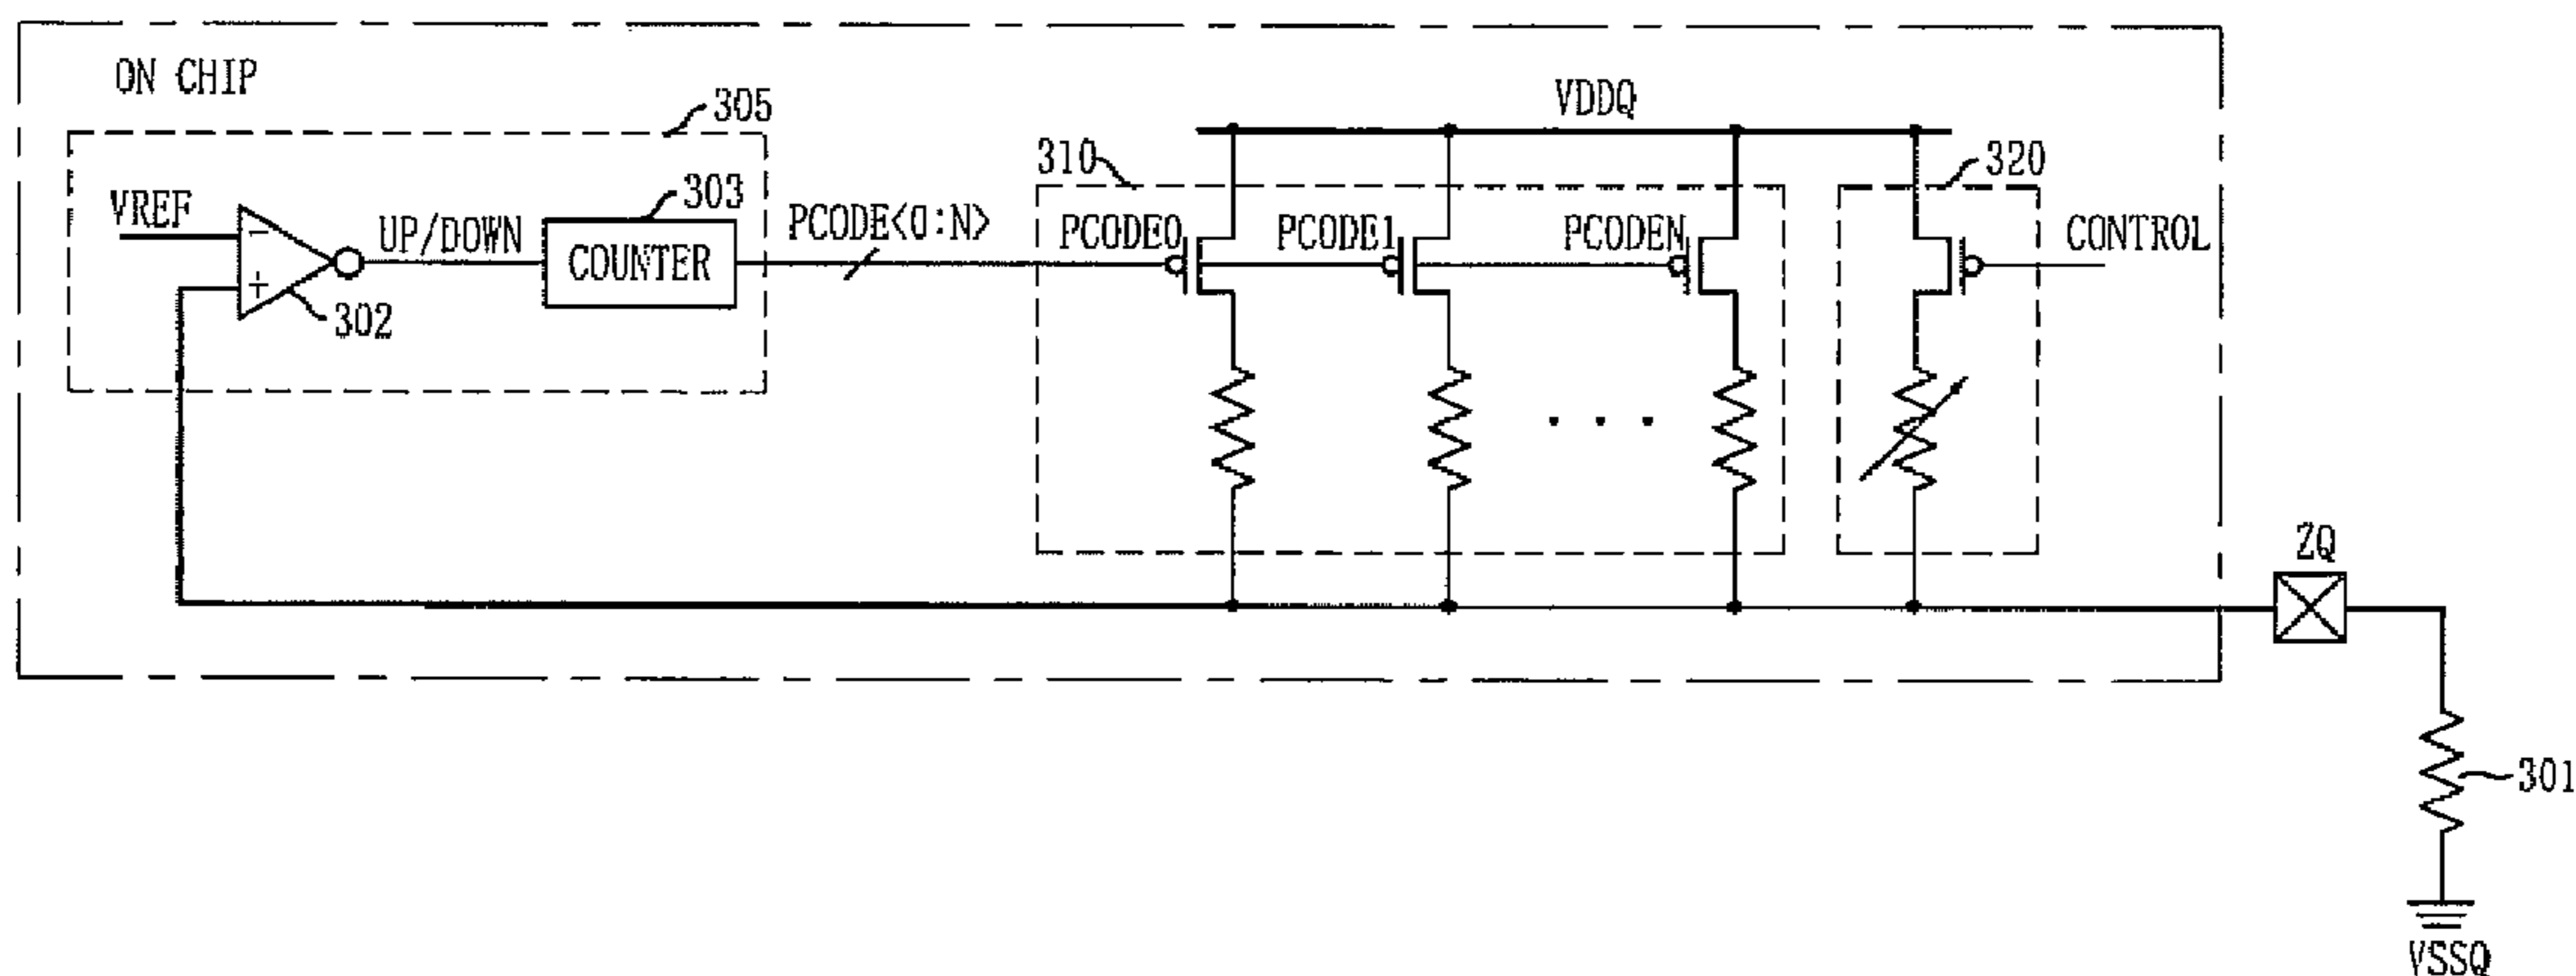 ON CHIP
305
VREF
−
+
302
UP/DOWN
303
COUNTER
PCODE<0:N>
VDDQ
310
PCODE0
PCODE1
PCODEN
320
CONTROL
ZQ
301
VSSQ